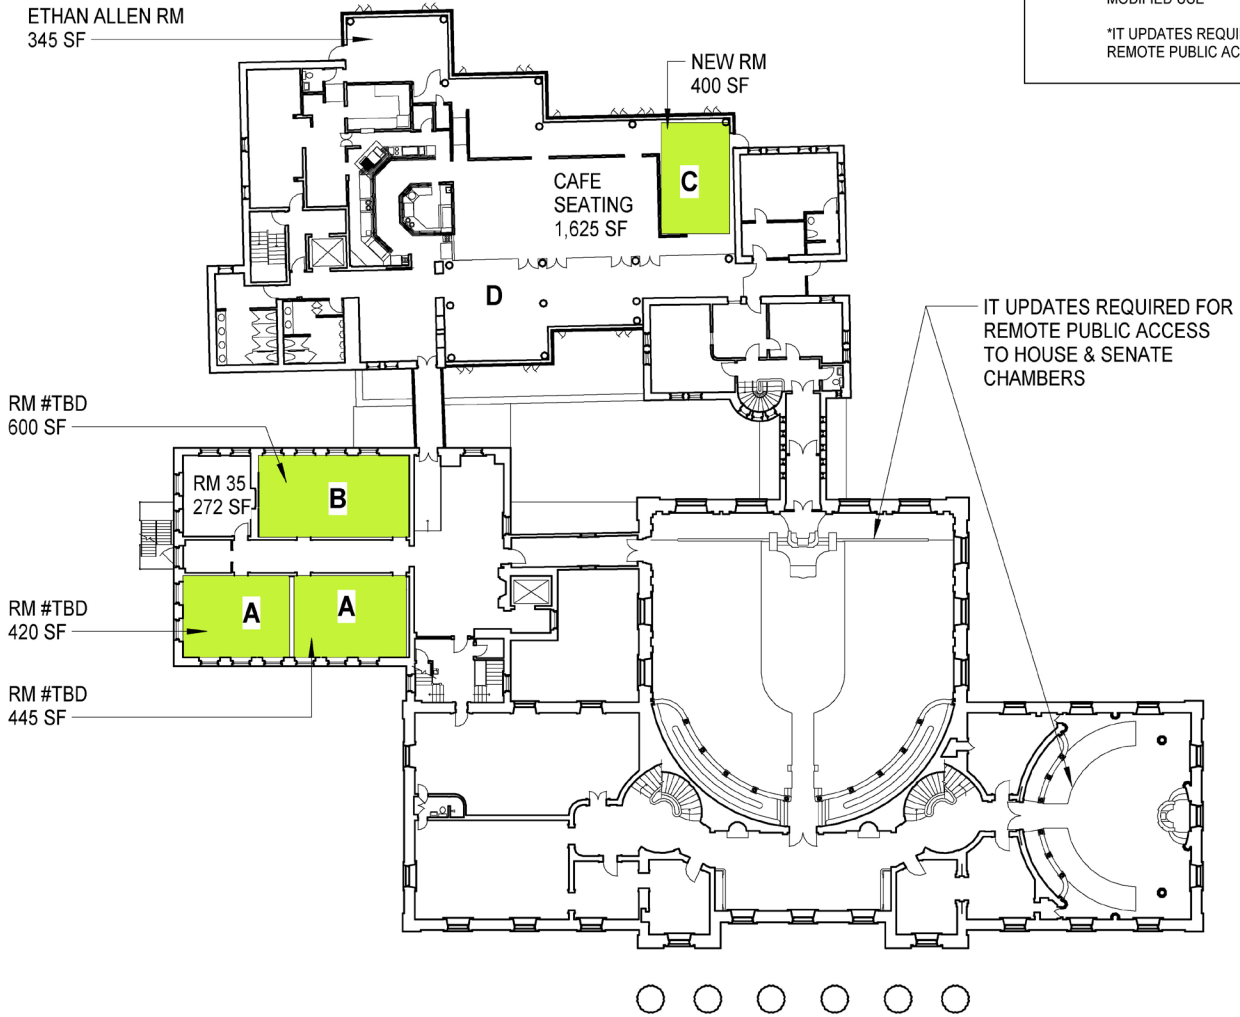 ETHAN ALLEN RM
345 SF
MODIFIED USE
*IT UPDATES REQUI
REMOTE PUBLIC AC
NEW RM
400 SF
C
CAFE
SEATING
1,625 SF
D
IT UPDATES REQUIRED FOR
REMOTE PUBLIC ACCESS
TO HOUSE & SENATE
CHAMBERS
RM #TBD
600 SF
RM 35
272 SF
B
RM #TBD
420 SF
A
A
RM #TBD
445 SF